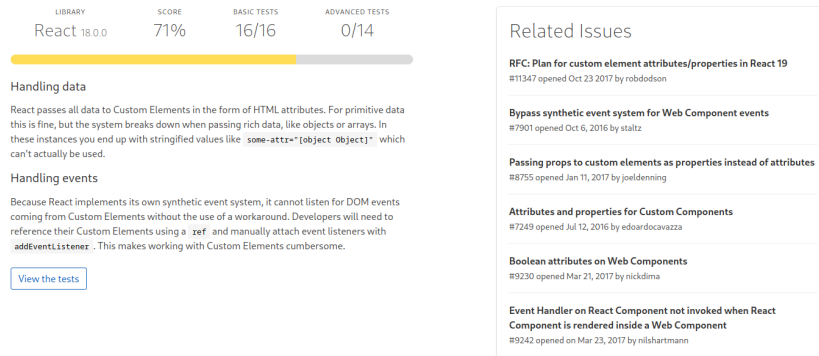 LIBRARY
React 18.0.0
SCORE
71%
BASIC TESTS
16/16
ADVANCED TESTS
0/14
Handling data
React passes all data to Custom Elements in the form of HTML attributes. For primitive data
this is fine, but the system breaks down when passing rich data, like objects or arrays. In
these instances you end up with stringified values like some-attr="[object Object]" which
can't actually be used.
Handling events
Because React implements its own synthetic event system, it cannot listen for DOM events
coming from Custom Elements without the use of a workaround. Developers will need to
reference their Custom Elements using a ref and manually attach event listeners with
addEventListener . This makes working with Custom Elements cumbersome.
View the tests
Related Issues
RFC: Plan for custom element attributes/properties in React 19
#11347 opened Oct 23 2017 by robdodson
Bypass synthetic event system for Web Component events
#7901 opened Oct 6, 2016 by staltz
Passing props to custom elements as properties instead of attributes
#8755 opened Jan 11, 2017 by joeldenning
Attributes and properties for Custom Components
#7249 opened Jul 12, 2016 by edoardocavazza
Boolean attributes on Web Components
#9230 opened Mar 21, 2017 by nickdima
Event Handler on React Component not invoked when React
Component is rendered inside a Web Component
#9242 opened on Mar 23, 2017 by nilshartmann